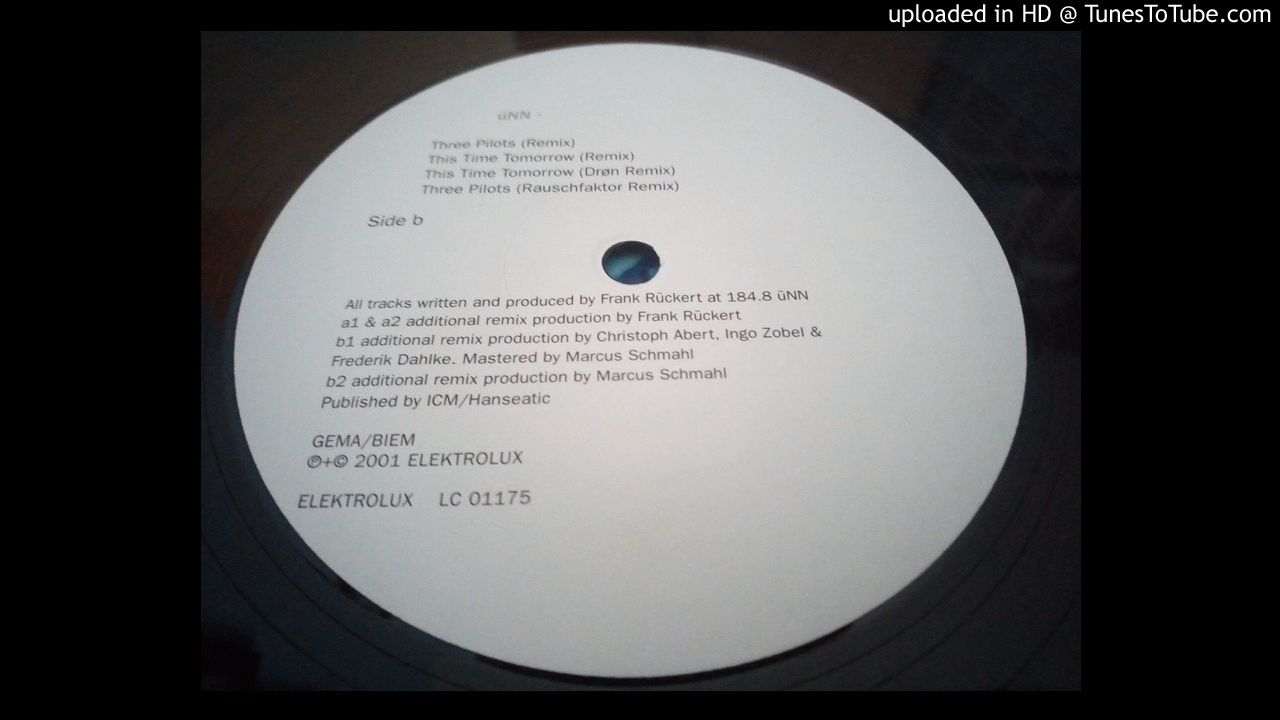 uploaded in HD @ TunesToTube.com
üNN -
Three Pilots (Remix)
This Time Tomorrow (Remix)
This Time Tomorrow (Drøn Remix)
Three Pilots (Rauschfaktor Remix)
Side b
All tracks written and produced by Frank Rückert at 184.8 üNN
a1 & a2 additional remix production by Frank Rückert
b1 additional remix production by Christoph Abert, Ingo Zobel &
Frederik Dahlke. Mastered by Marcus Schmahl
b2 additional remix production by Marcus Schmahl
Published by ICM/Hanseatic
GEMA/BIEM
℗+© 2001 ELEKTROLUX
ELEKTROLUX LC 01175